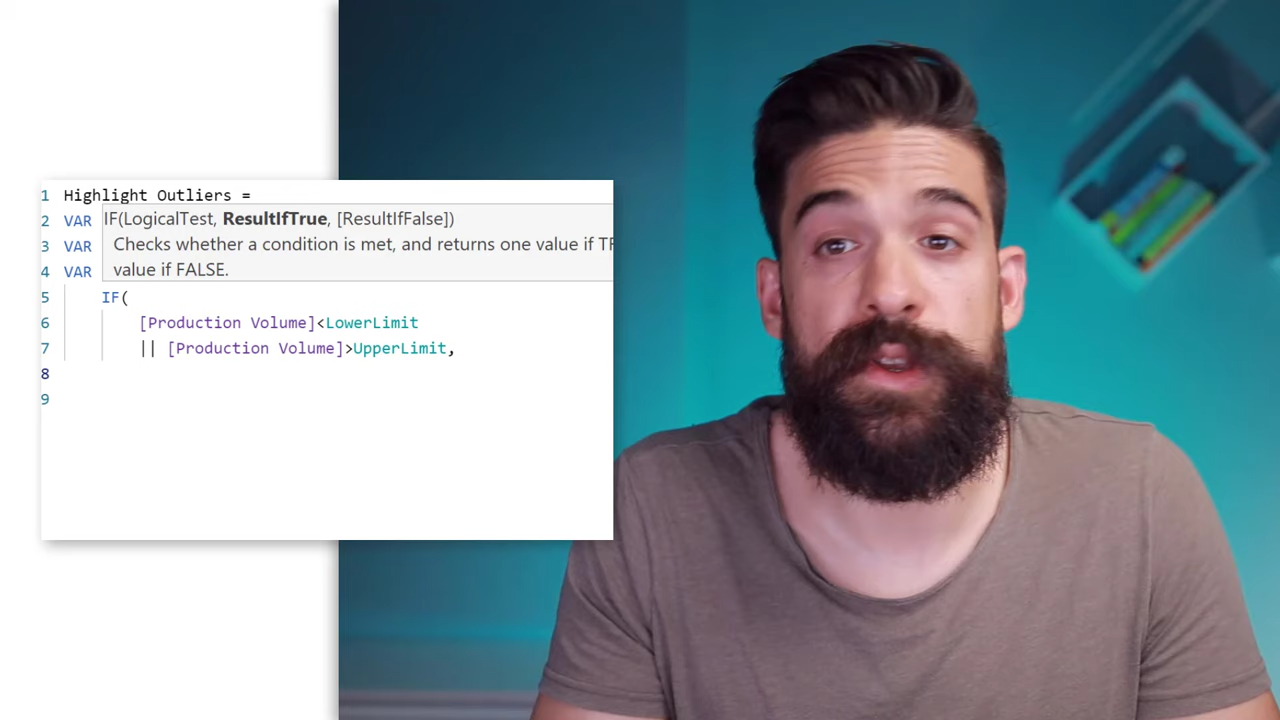 1 Highlight Outliers =
2 VAR IF(LogicalTest, ResultIfTrue, [ResultIfFalse])
3 VAR Checks whether a condition is met, and returns one value if
4 VAR value if FALSE.
5 IF(
6 [Production Volume]<LowerLimit
7 || [Production Volume]>UpperLimit,
8
9